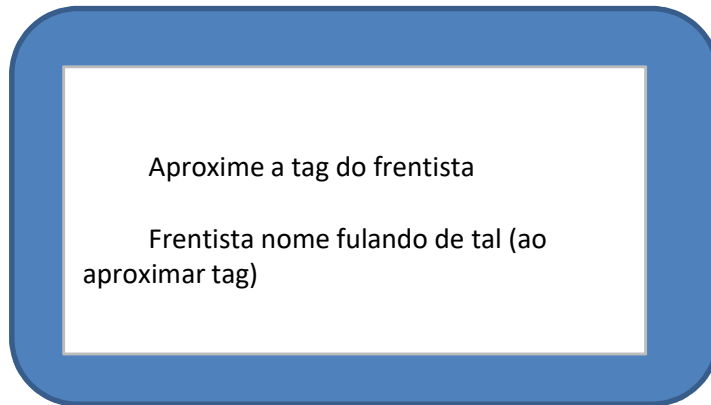 Aproxime a tag do frentista
Frentista nome fulando de tal (ao
aproximar tag)